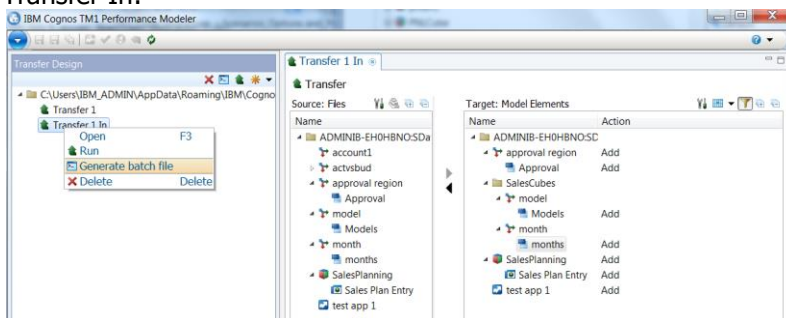 Transfer In.
IBM Cognos TM1 Performance Modeler
Transfer Design
C:\Users\IBM_ADMIN\AppData\Roaming\IBM\Cogno
Transfer 1
Transfer 1 In
Open F3
Run
Generate batch file
Delete Delete
Transfer 1 In
Transfer
Source: Files
Name
ADMINIB-EH0HBNO:SDa
account1
actvsbud
approval region
Approval
model
Models
month
months
SalesPlanning
Sales Plan Entry
test app 1
Target: Model Elements
Name Action
ADMINIB-EH0HBNO:SD
approval region Add
Approval Add
SalesCubes
model
Models Add
month
months Add
SalesPlanning Add
Sales Plan Entry Add
test app 1 Add